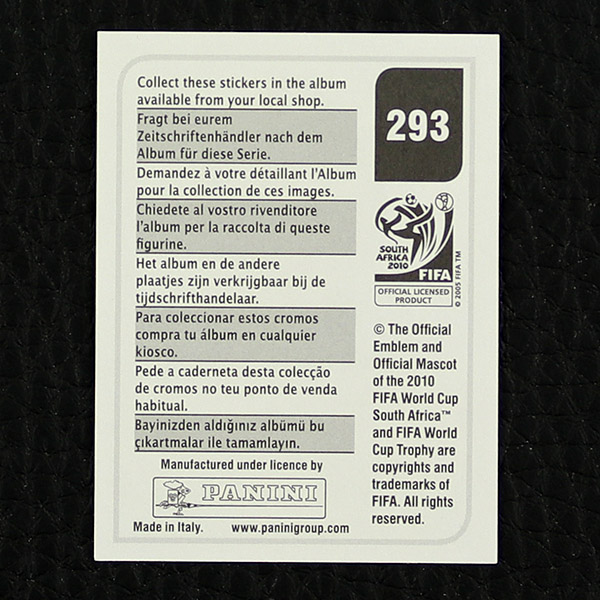 Collect these stickers in the album
available from your local shop.
Fragt bei eurem
Zeitschriftenhändler nach dem
Album für diese Serie.
Demandez à votre détaillant l'Album
pour la collection de ces images.
Chiedete al vostro rivenditore
l'album per la raccolta di queste
figurine.
Het album en de andere
plaatjes zijn verkrijgbaar bij de
tijdschrifthandelaar.
Para coleccionar estos cromos
compra tu álbum en cualquier
kiosco.
Pede a caderneta desta colecção
de cromos no teu ponto de venda
habitual.
Bayinizden aldığınız albümü bu
çıkartmalar ile tamamlayın.
Manufactured under licence by
PANINI
Made in Italy. www.paninigroup.com
293
SOUTH
AFRICA
2010
FIFA
OFFICIAL LICENSED
PRODUCT
© 2005 FIFA TM
© The Official
Emblem and
Official Mascot
of the 2010
FIFA World Cup
South Africa™
and FIFA World
Cup Trophy are
copyrights and
trademarks of
FIFA. All rights
reserved.